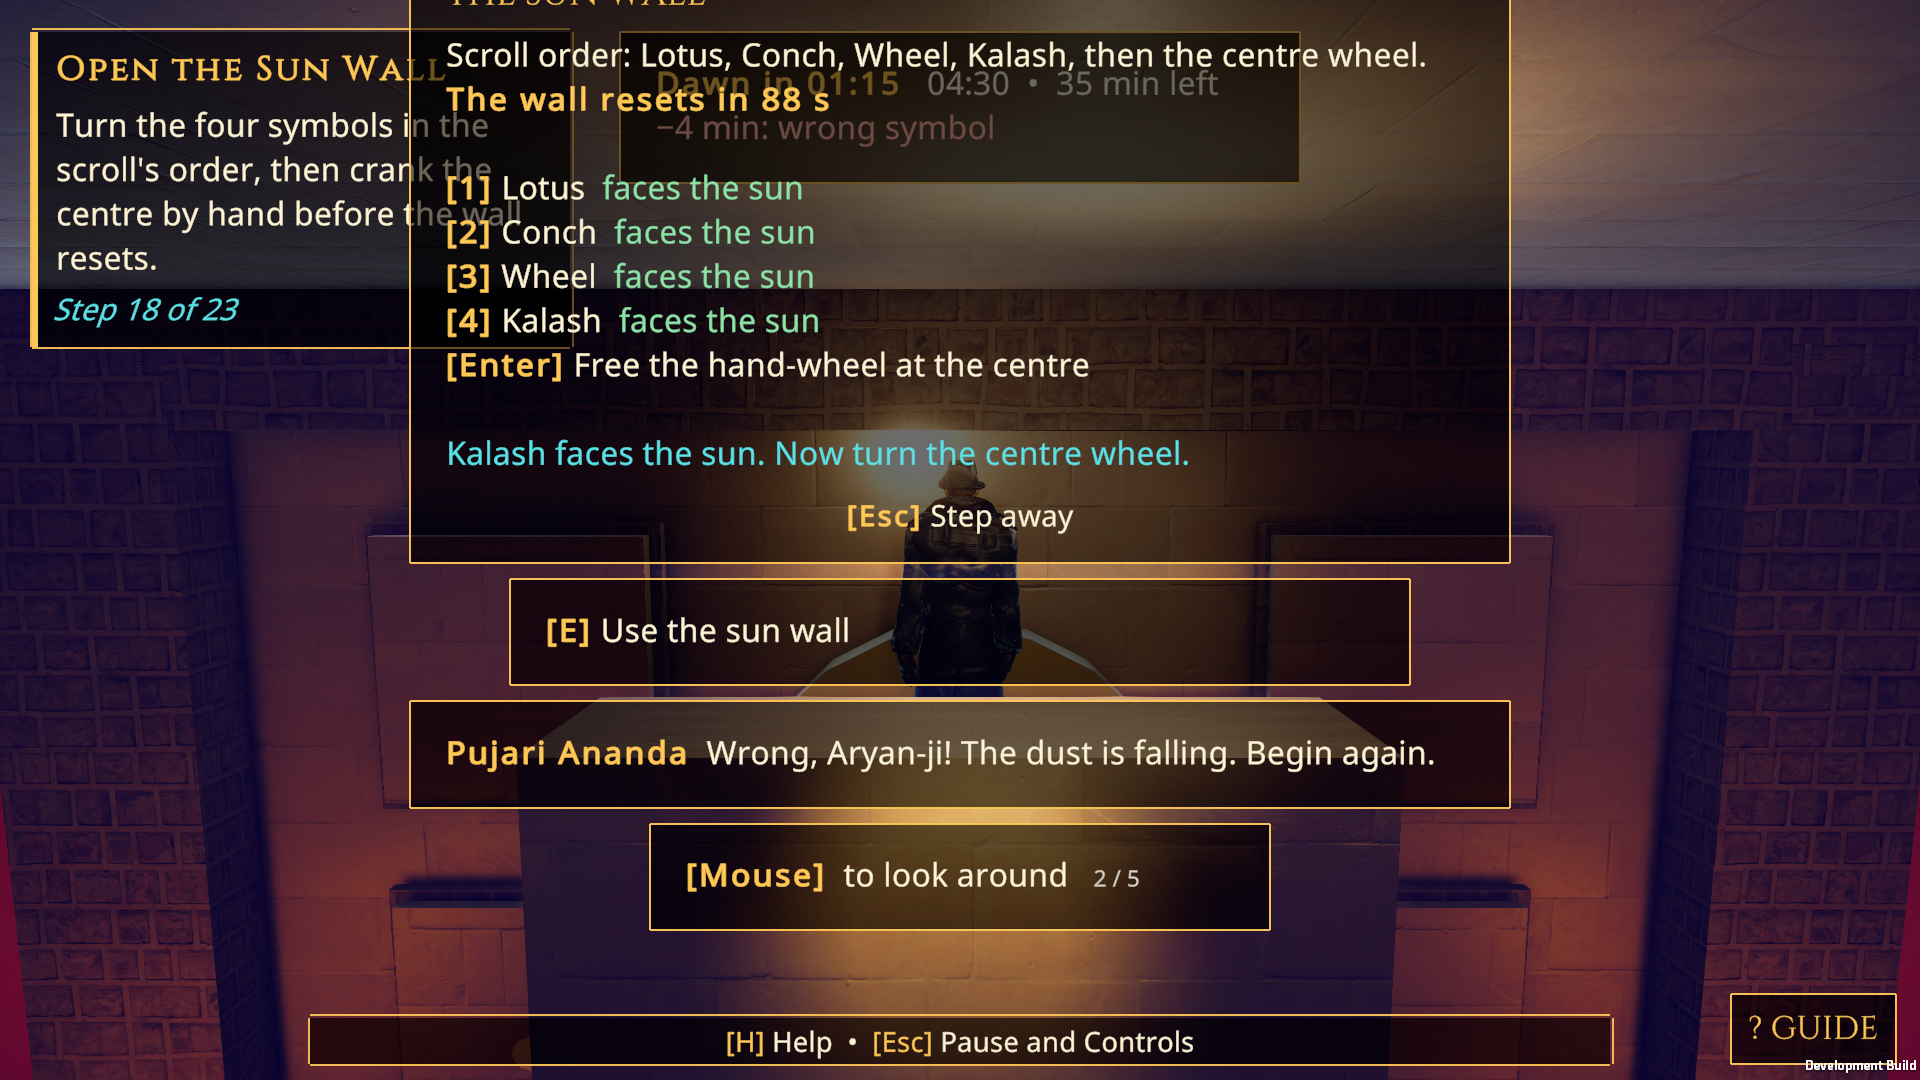 THE SUN WALL
OPEN THE SUN WALL
Turn the four symbols in the
scroll's order, then crank the
centre by hand before the wall
resets.
Step 18 of 23
Dawn in 01:15 04:30 • 35 min left
−4 min: wrong symbol
Scroll order: Lotus, Conch, Wheel, Kalash, then the centre wheel.
The wall resets in 88 s
[1] Lotus faces the sun
[2] Conch faces the sun
[3] Wheel faces the sun
[4] Kalash faces the sun
[Enter] Free the hand-wheel at the centre
Kalash faces the sun. Now turn the centre wheel.
[Esc] Step away
[E] Use the sun wall
Pujari Ananda Wrong, Aryan-ji! The dust is falling. Begin again.
[Mouse] to look around 2 / 5
[H] Help • [Esc] Pause and Controls
? GUIDE
Development Build